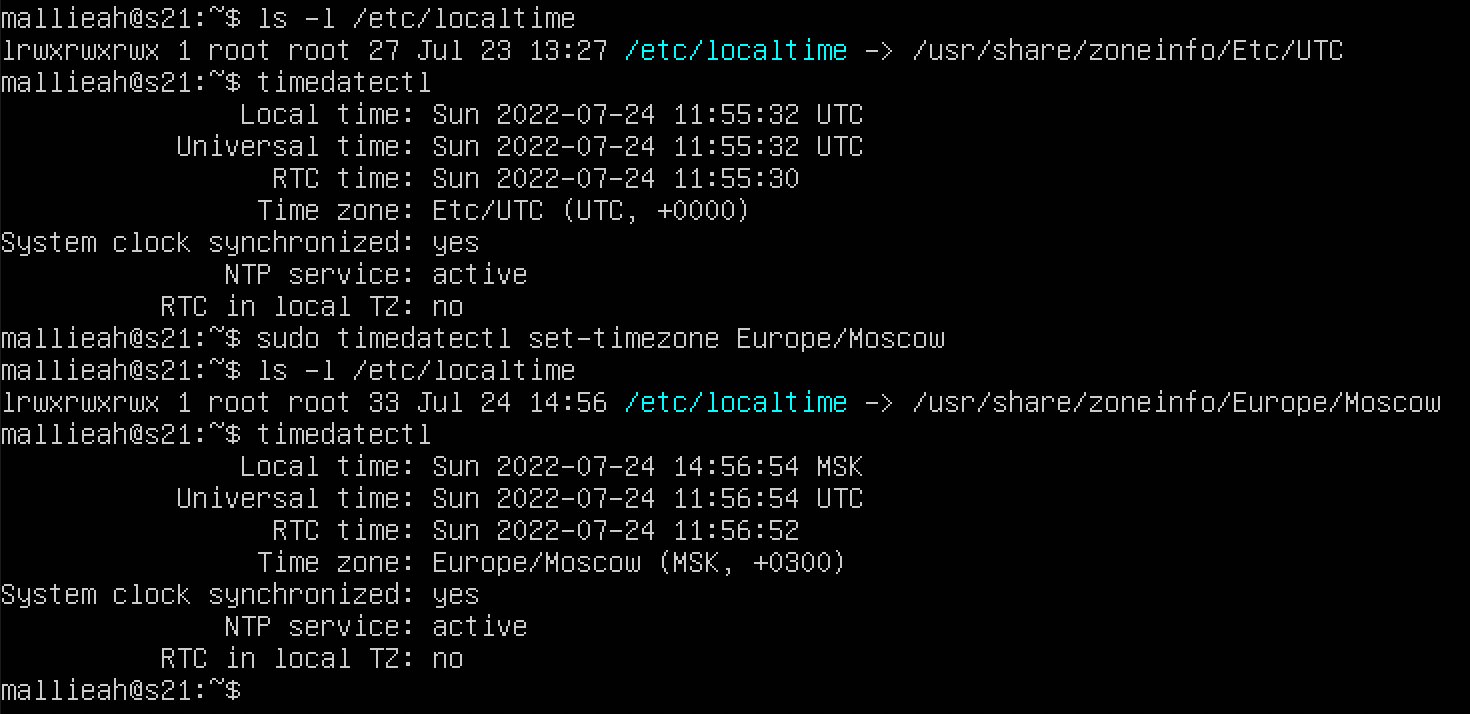 mallieah@s21:~$ ls -l /etc/localtime
lrwxrwxrwx 1 root root 27 Jul 23 13:27 /etc/localtime -> /usr/share/zoneinfo/Etc/UTC
mallieah@s21:~$ timedatectl
               Local time: Sun 2022-07-24 11:55:32 UTC
           Universal time: Sun 2022-07-24 11:55:32 UTC
                 RTC time: Sun 2022-07-24 11:55:30
                Time zone: Etc/UTC (UTC, +0000)
System clock synchronized: yes
              NTP service: active
          RTC in local TZ: no
mallieah@s21:~$ sudo timedatectl set-timezone Europe/Moscow
mallieah@s21:~$ ls -l /etc/localtime
lrwxrwxrwx 1 root root 33 Jul 24 14:56 /etc/localtime -> /usr/share/zoneinfo/Europe/Moscow
mallieah@s21:~$ timedatectl
               Local time: Sun 2022-07-24 14:56:54 MSK
           Universal time: Sun 2022-07-24 11:56:54 UTC
                 RTC time: Sun 2022-07-24 11:56:52
                Time zone: Europe/Moscow (MSK, +0300)
System clock synchronized: yes
              NTP service: active
          RTC in local TZ: no
mallieah@s21:~$